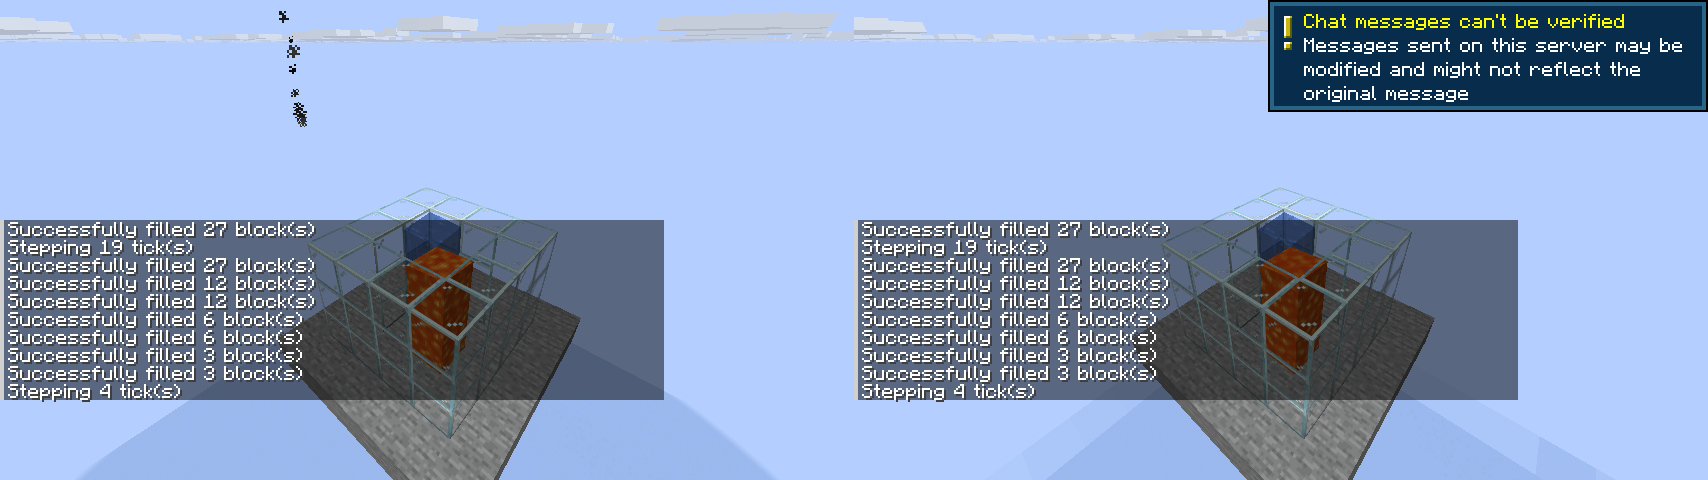 Chat messages can't be verified
Messages sent on this server may be
modified and might not reflect the
original message
Successfully filled 27 block(s)
Stepping 19 tick(s)
Successfully filled 27 block(s)
Successfully filled 12 block(s)
Successfully filled 12 block(s)
Successfully filled 6 block(s)
Successfully filled 6 block(s)
Successfully filled 3 block(s)
Successfully filled 3 block(s)
Stepping 4 tick(s)
Successfully filled 27 block(s)
Stepping 19 tick(s)
Successfully filled 27 block(s)
Successfully filled 12 block(s)
Successfully filled 12 block(s)
Successfully filled 6 block(s)
Successfully filled 6 block(s)
Successfully filled 3 block(s)
Successfully filled 3 block(s)
Stepping 4 tick(s)